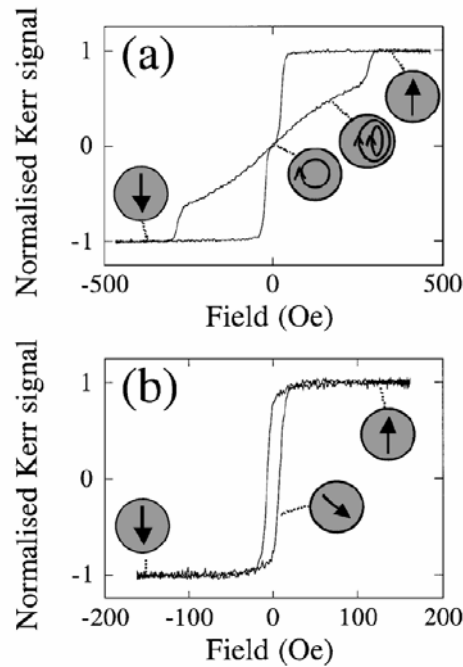 (a)
Normalised Kerr signal
1
0
-1
-500
0
500
Field (Oe)
(b)
Normalised Kerr signal
1
0
-1
-200
-100
0
100
200
Field (Oe)